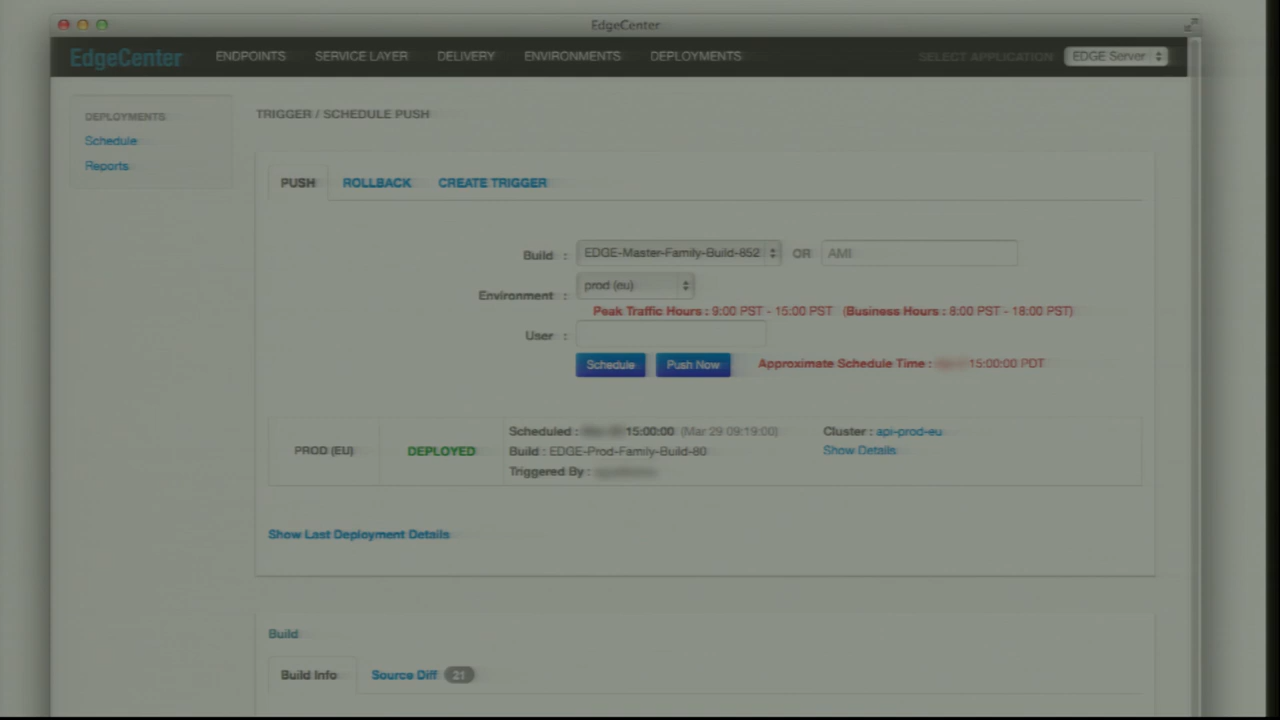 EdgeCenter
EdgeCenter ENDPOINTS SERVICE LAYER DELIVERY ENVIRONMENTS DEPLOYMENTS SELECT APPLICATION EDGE Server
DEPLOYMENTS
Schedule
Reports
TRIGGER / SCHEDULE PUSH
PUSH ROLLBACK CREATE TRIGGER
Build : EDGE-Master-Family-Build-852 OR AMI
Environment : prod (eu)
Peak Traffic Hours : 9:00 PST - 15:00 PST (Business Hours : 8:00 PST - 18:00 PST)
User :
Schedule Push Now Approximate Schedule Time : 15:00:00 PDT
PROD (EU) DEPLOYED
Scheduled : 15:00:00 (Mar 29 09:19:00)
Build : EDGE-Prod-Family-Build-80
Triggered By :
Cluster : api-prod-eu
Show Details
Show Last Deployment Details
Build
Build Info Source Diff 21